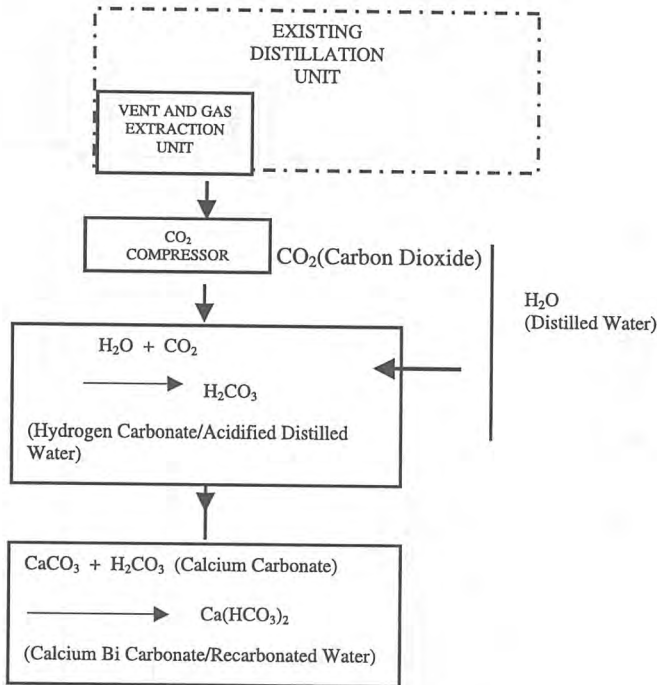 EXISTING
DISTILLATION
UNIT
VENT AND GAS
EXTRACTION
UNIT
CO₂
COMPRESSOR
CO₂(Carbon Dioxide)
H₂O
(Distilled Water)
H₂O + CO₂
H₂CO₃
(Hydrogen Carbonate/Acidified Distilled
Water)
CaCO₃ + H₂CO₃ (Calcium Carbonate)
Ca(HCO₃)₂
(Calcium Bi Carbonate/Recarbonated Water)